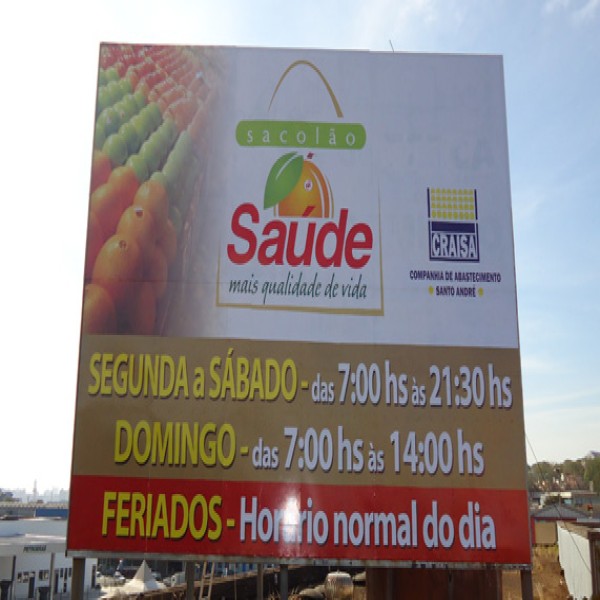 sacolão
Saúde
mais qualidade de vida
CRAISA
COMPANHIA DE ABASTECIMENTO
SANTO ANDRÉ
SEGUNDA a SÁBADO - das 7:00 hs às 21:30 hs
DOMINGO - das 7:00 hs às 14:00 hs
FERIADOS - Horário normal do dia